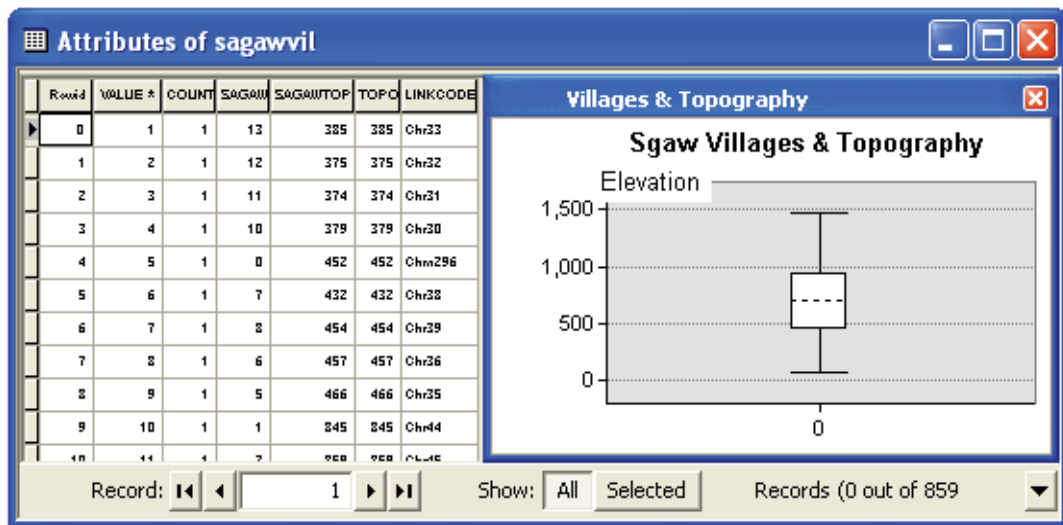 Attributes of sagawvil
Rowid VALUE * COUNT SAGAW SAGAWTOP TOPO LINKCODE
0 1 1 13 385 385 Chr33
1 2 1 12 375 375 Chr32
2 3 1 11 374 374 Chr31
3 4 1 10 379 379 Chr30
4 5 1 0 452 452 Chm296
5 6 1 7 432 432 Chr38
6 7 1 8 454 454 Chr39
7 8 1 6 457 457 Chr36
8 9 1 5 466 466 Chr35
9 10 1 1 845 845 Chr44
10 11 1
Villages & Topography
Sgaw Villages & Topography
Elevation
1,500
1,000
500
0
0
Record: 1 Show: All Selected Records (0 out of 859